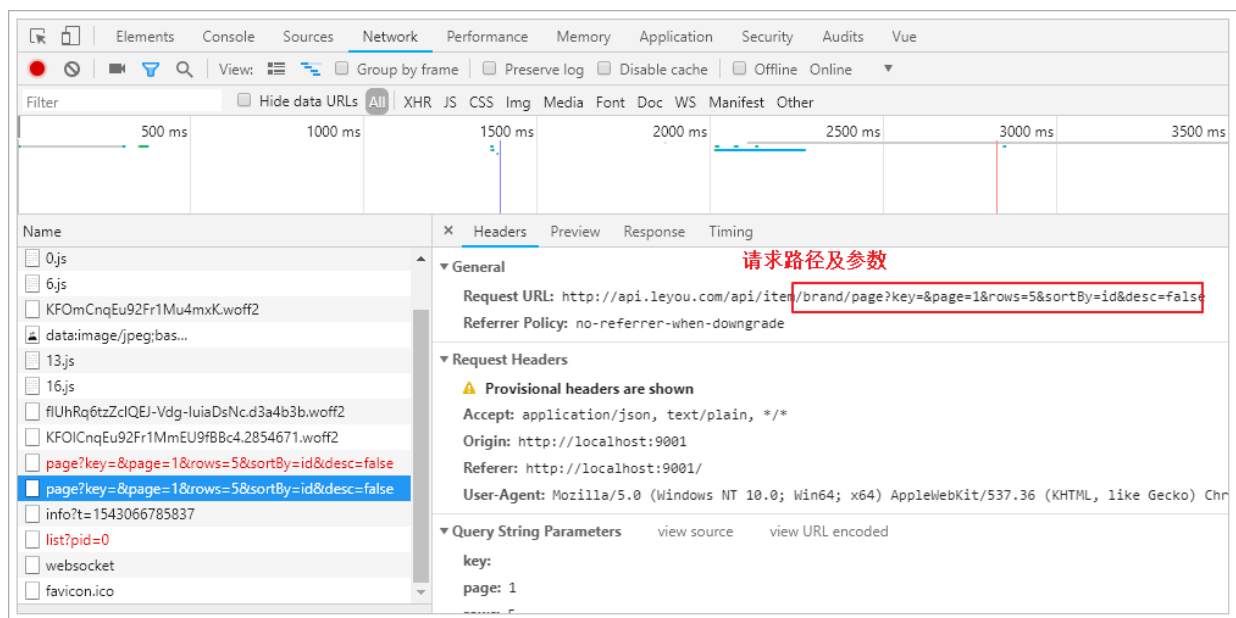 Elements Console Sources Network Performance Memory Application Security Audits Vue
View: Group by frame Preserve log Disable cache Offline Online
Filter Hide data URLs All XHR JS CSS Img Media Font Doc WS Manifest Other
500 ms 1000 ms 1500 ms 2000 ms 2500 ms 3000 ms 3500 ms
Name
0.js
6.js
KFOmCnqEu92Fr1Mu4mxK.woff2
data:image/jpeg;bas...
13.js
16.js
flUhRq6tzZclQEJ-Vdg-IuiaDsNc.d3a4b3b.woff2
KFOlCnqEu92Fr1MmEU9fBBc4.2854671.woff2
page?key=&page=1&rows=5&sortBy=id&desc=false
page?key=&page=1&rows=5&sortBy=id&desc=false
info?t=1543066785837
list?pid=0
websocket
favicon.ico
× Headers Preview Response Timing
请求路径及参数
General
Request URL: http://api.leyou.com/api/item/brand/page?key=&page=1&rows=5&sortBy=id&desc=false
Referrer Policy: no-referrer-when-downgrade
Request Headers
Provisional headers are shown
Accept: application/json, text/plain, */*
Origin: http://localhost:9001
Referer: http://localhost:9001/
User-Agent: Mozilla/5.0 (Windows NT 10.0; Win64; x64) AppleWebKit/537.36 (KHTML, like Gecko) Chr
Query String Parameters view source view URL encoded
key:
page: 1